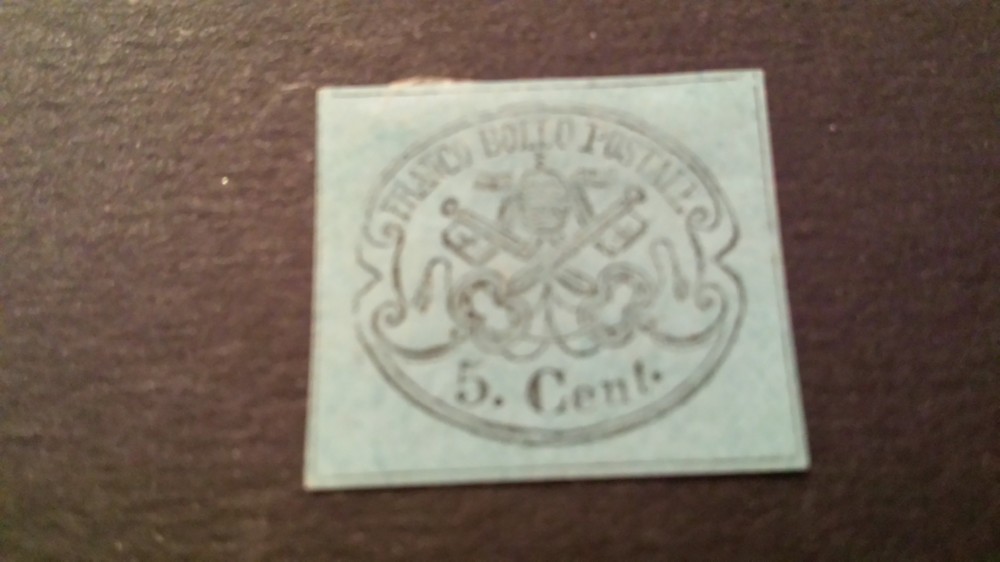 FRANCO BOLLO POSTALE
5. Cent.